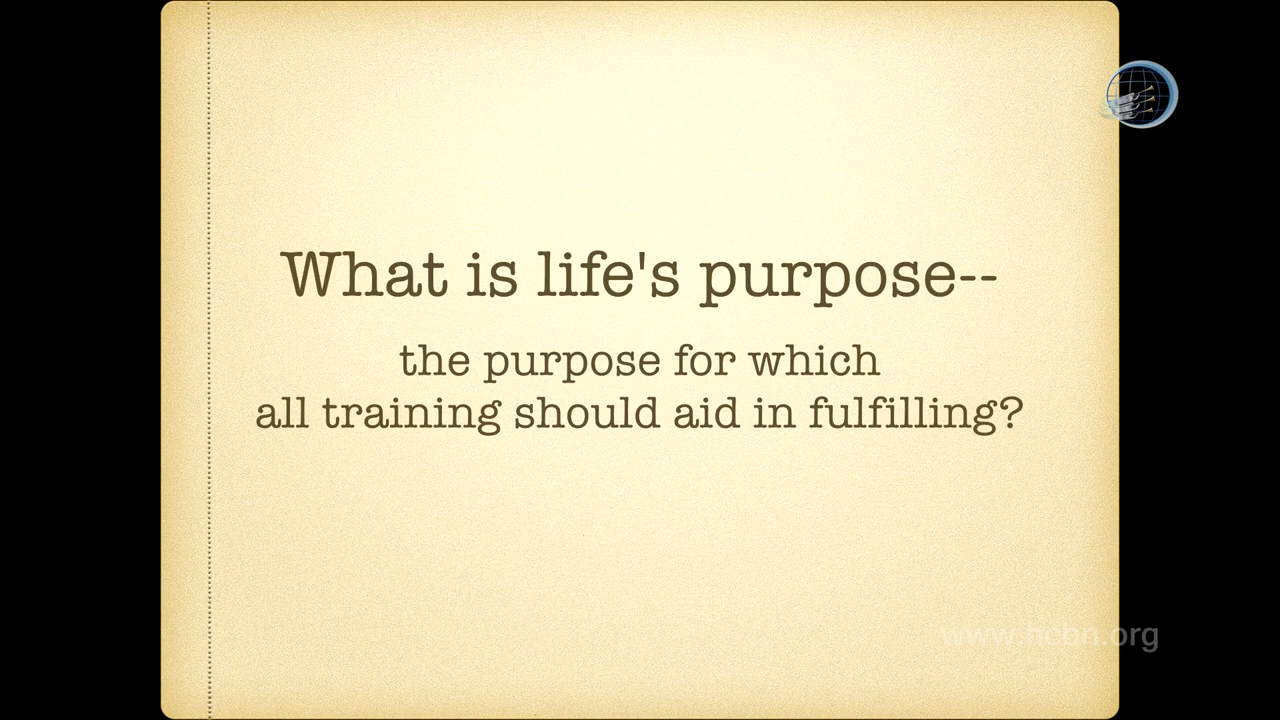 What is life's purpose--
the purpose for which
all training should aid in fulfilling?
www.hcbn.org